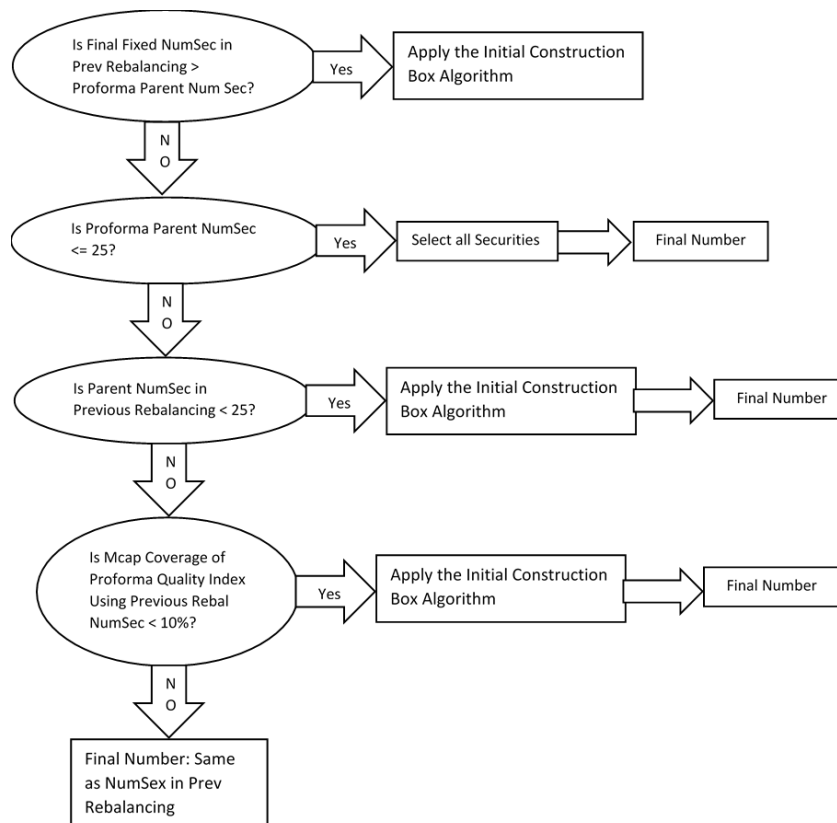 Is Final Fixed NumSec in
Prev Rebalancing >
Proforma Parent Num Sec?
Yes
Apply the Initial Construction
Box Algorithm
N
O
Is Proforma Parent NumSec
<= 25?
Yes
Select all Securities
Final Number
N
O
Is Parent NumSec in
Previous Rebalancing < 25?
Yes
Apply the Initial Construction
Box Algorithm
Final Number
N
O
Is Mcap Coverage of
Proforma Quality Index
Using Previous Rebal
NumSec < 10%?
Yes
Apply the Initial Construction
Box Algorithm
Final Number
N
O
Final Number: Same
as NumSex in Prev
Rebalancing